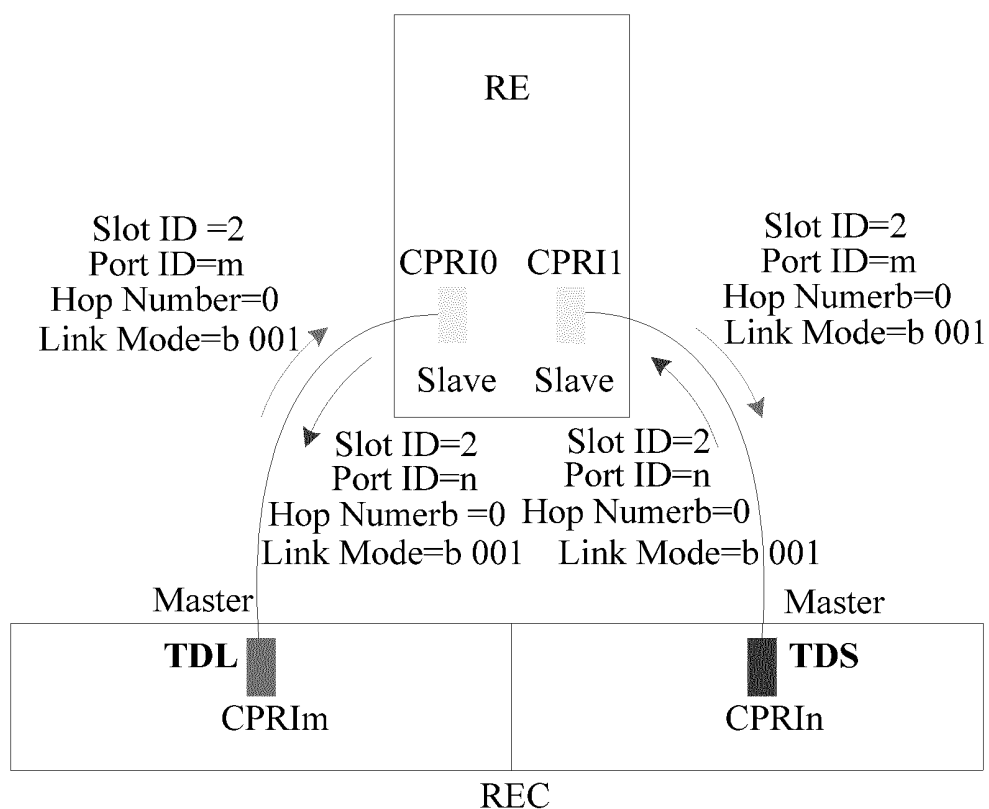 RE
Slot ID =2
Port ID=m
Hop Number=0
Link Mode=b 001
CPRI0
CPRI1
Slave
Slave
Slot ID=2
Port ID=m
Hop Numerb=0
Link Mode=b 001
Slot ID=2
Port ID=n
Hop Numerb =0
Link Mode=b 001
Slot ID=2
Port ID=n
Hop Numerb=0
Link Mode=b 001
Master
Master
TDL
CPRIm
TDS
CPRIn
REC